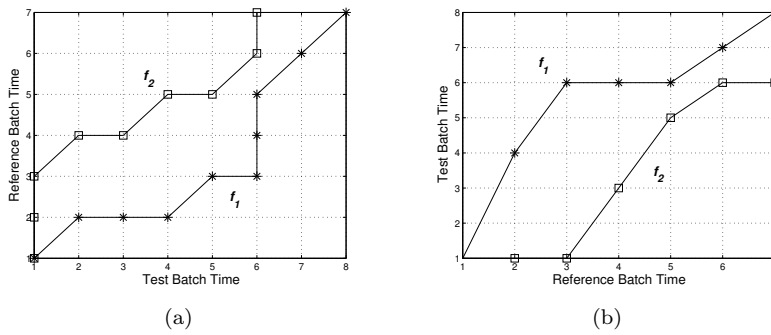 7
6
5
4
3
2
1
1 2 3 4 5 6 7 8
Reference Batch Time
Test Batch Time
f2
f1
(a)
8
7
6
5
4
3
2
1
1 2 3 4 5 6
Test Batch Time
Reference Batch Time
f1
f2
(b)